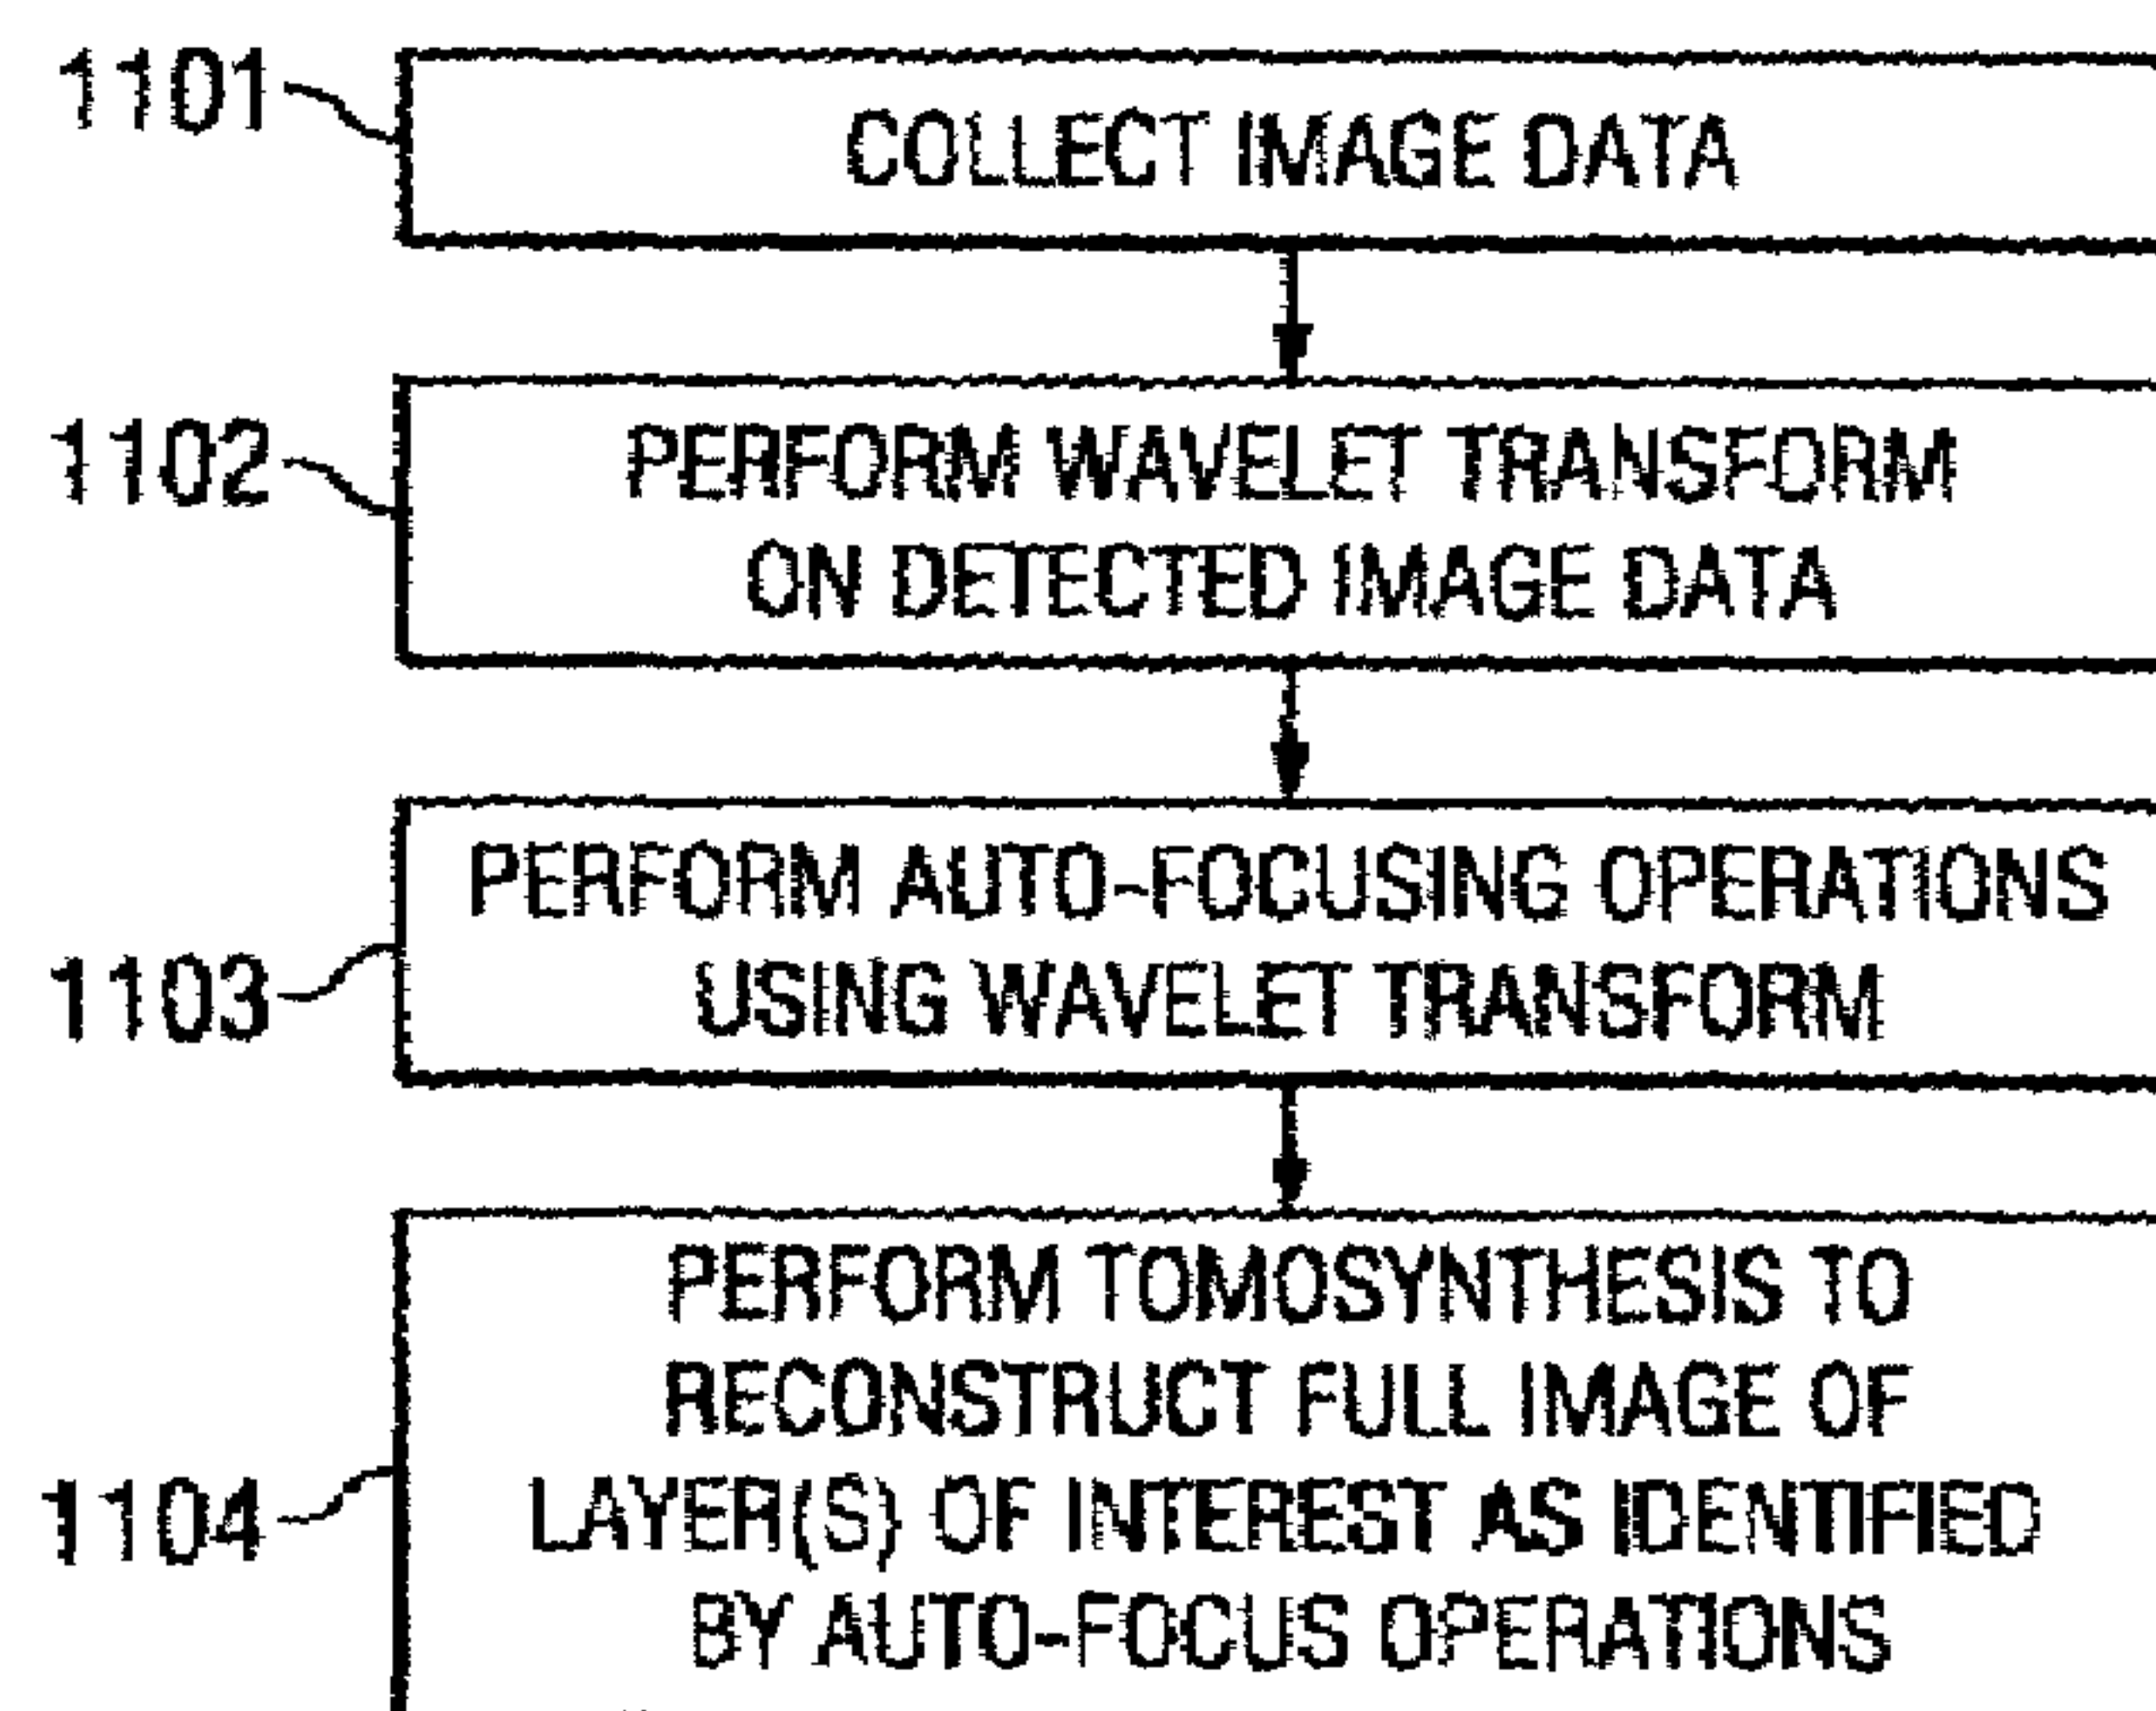 1101
COLLECT IMAGE DATA
1102
PERFORM WAVELET TRANSFORM
ON DETECTED IMAGE DATA
PERFORM AUTO-FOCUSING OPERATIONS
USING WAVELET TRANSFORM
1103
PERFORM TOMOSYNTHESIS TO
RECONSTRUCT FULL IMAGE OF
LAYER(S) OF INTEREST AS IDENTIFIED
BY AUTO-FOCUS OPERATIONS
1104